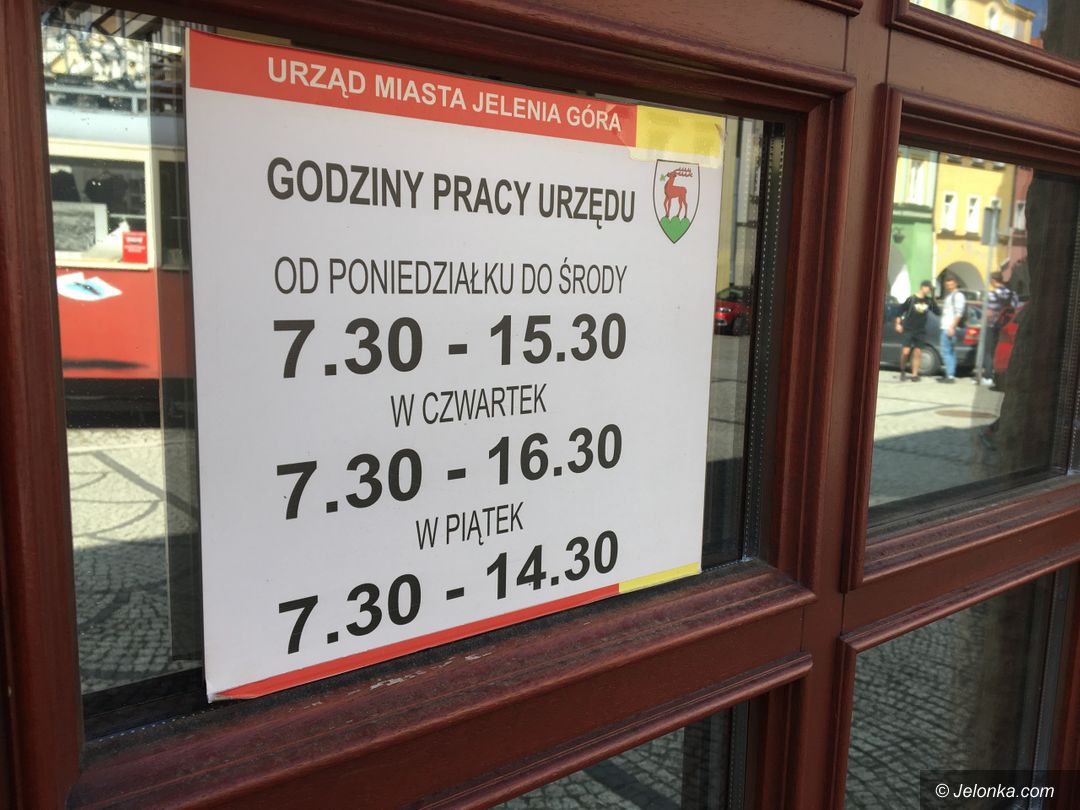 URZĄD MIASTA JELENIA GÓRA
GODZINY PRACY URZĘDU
OD PONIEDZIAŁKU DO ŚRODY
7.30 - 15.30
W CZWARTEK
7.30 - 16.30
W PIĄTEK
7.30 - 14.30
© Jelonka.com